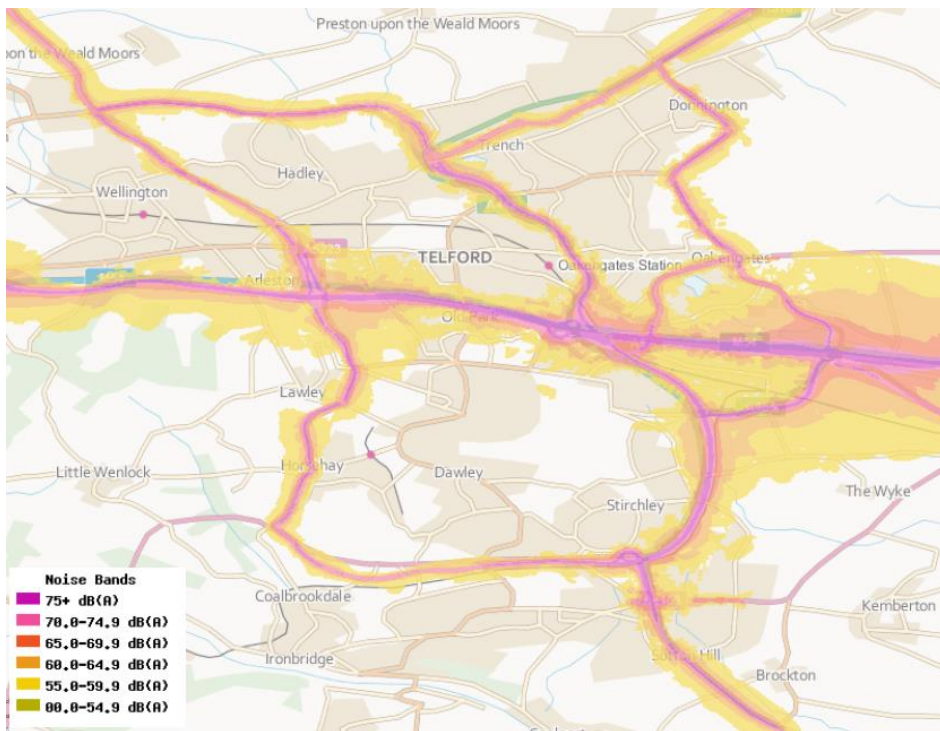 Preston upon the Weald Moors
pon the Weald Moors
Donnington
Trench
Hadley
Wellington
TELFORD
Oakengates Station
Oakengates
Arleston
Old Park
Lawley
Horsehay
Little Wenlock
Dawley
Stirchley
The Wyke
Coalbrookdale
Kemberton
Ironbridge
Sutton Hill
Brockton
Noise Bands
75+ dB(A)
70.0-74.9 dB(A)
65.0-69.9 dB(A)
60.0-64.9 dB(A)
55.0-59.9 dB(A)
00.0-54.9 dB(A)